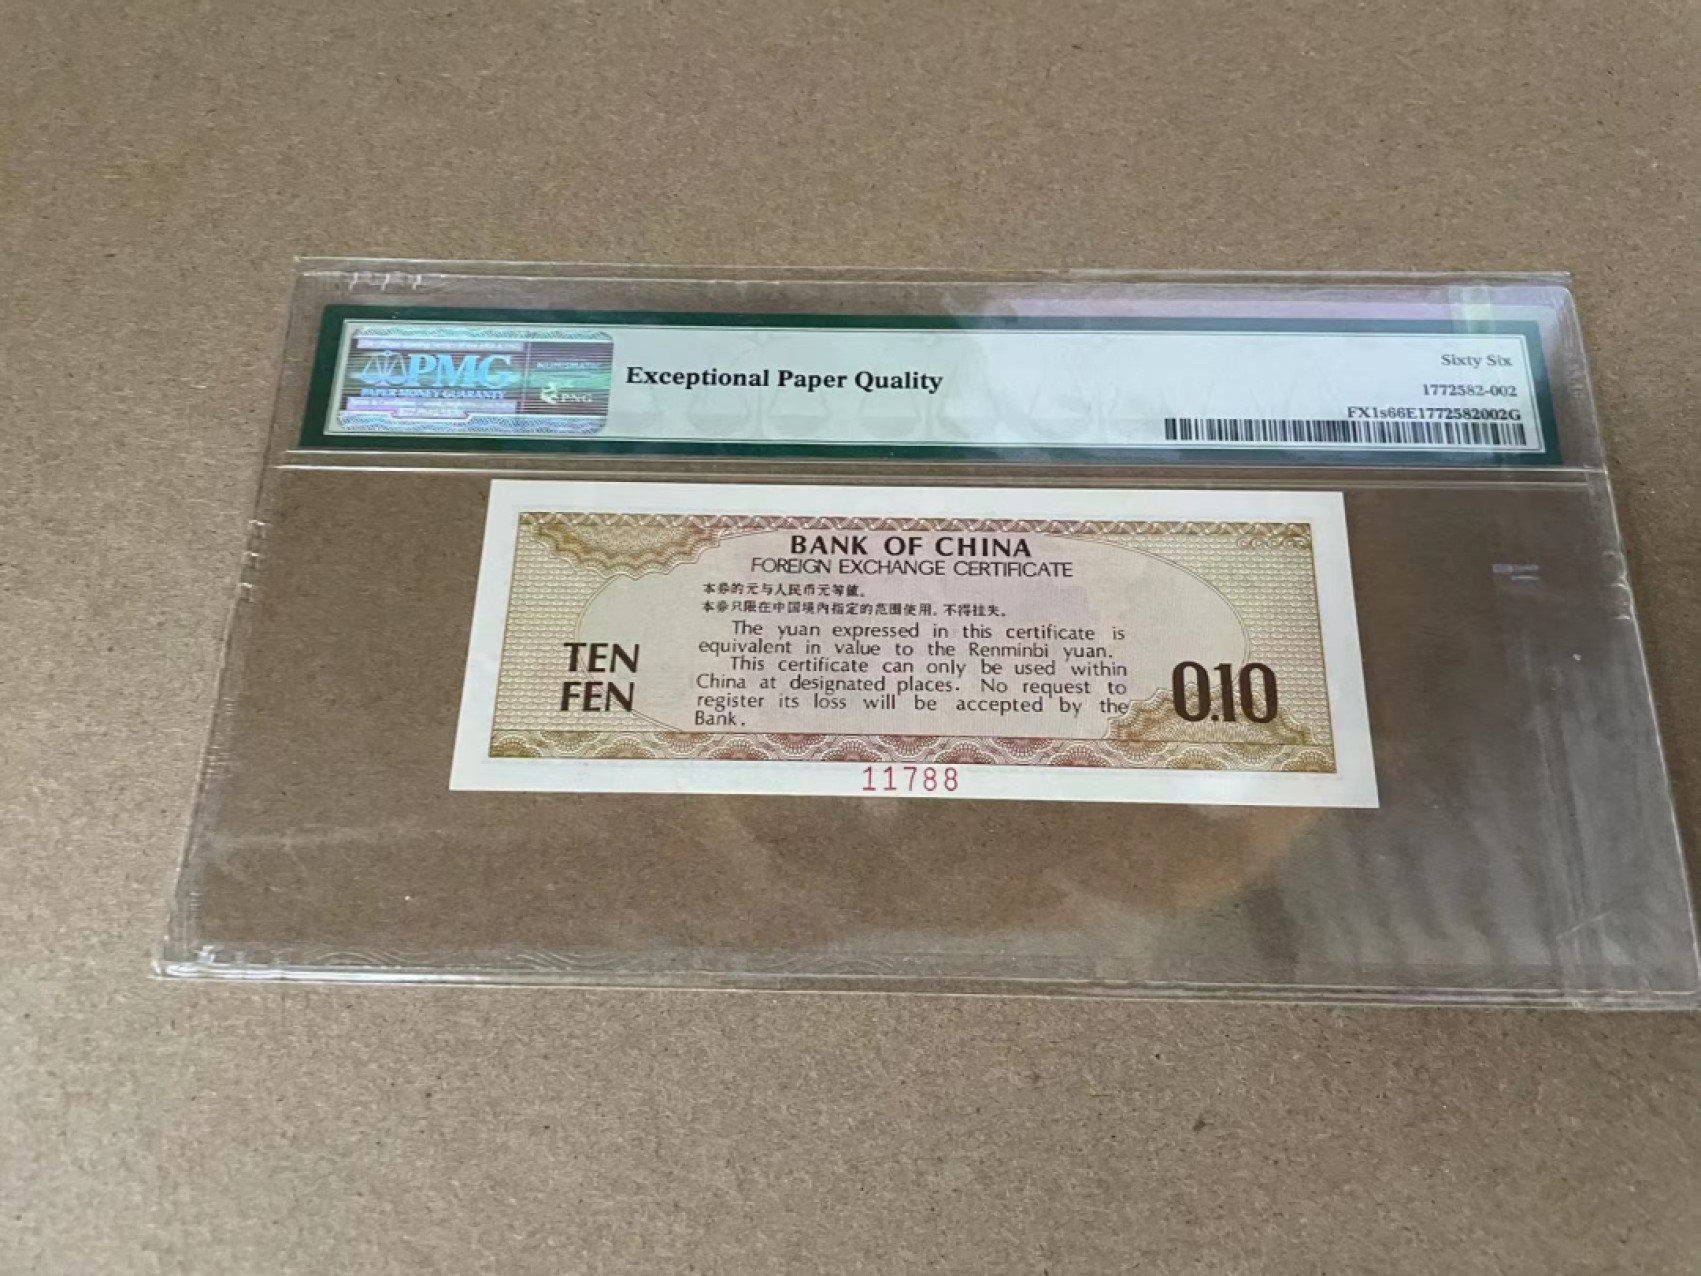 PMG
PAPER MONEY GUARANTY
PNG
Exceptional Paper Quality
Sixty Six
1772582-002
FX1s66E1772582002G
BANK OF CHINA
FOREIGN EXCHANGE CERTIFICATE
本券的元与人民币元等值。
本券只限在中国境内指定的范围使用，不得挂失。
The yuan expressed in this certificate is
equivalent in value to the Renminbi yuan.
This certificate can only be used within
China at designated places. No request to
register its loss will be accepted by the
Bank.
TEN
FEN
0.10
11788